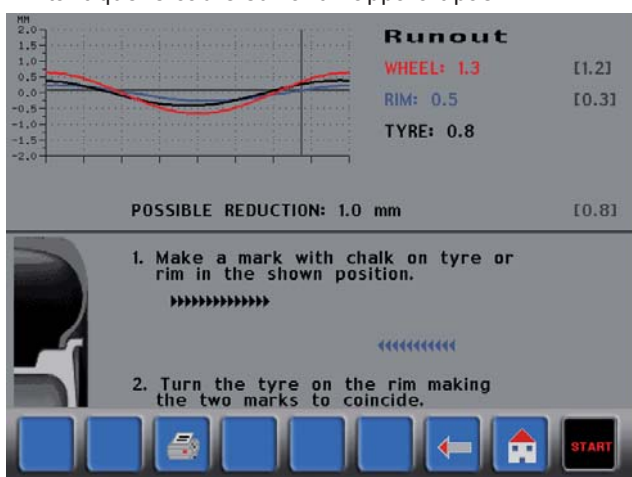 MM
2.0
1.5
1.0
0.5
0.0
-0.5
-1.0
-1.5
-2.0
Runout
WHEEL: 1.3 [1.2]
RIM: 0.5 [0.3]
TYRE: 0.8
POSSIBLE REDUCTION: 1.0 mm [0.8]
1. Make a mark with chalk on tyre or
rim in the shown position.
2. Turn the tyre on the rim making
the two marks to coincide.
START